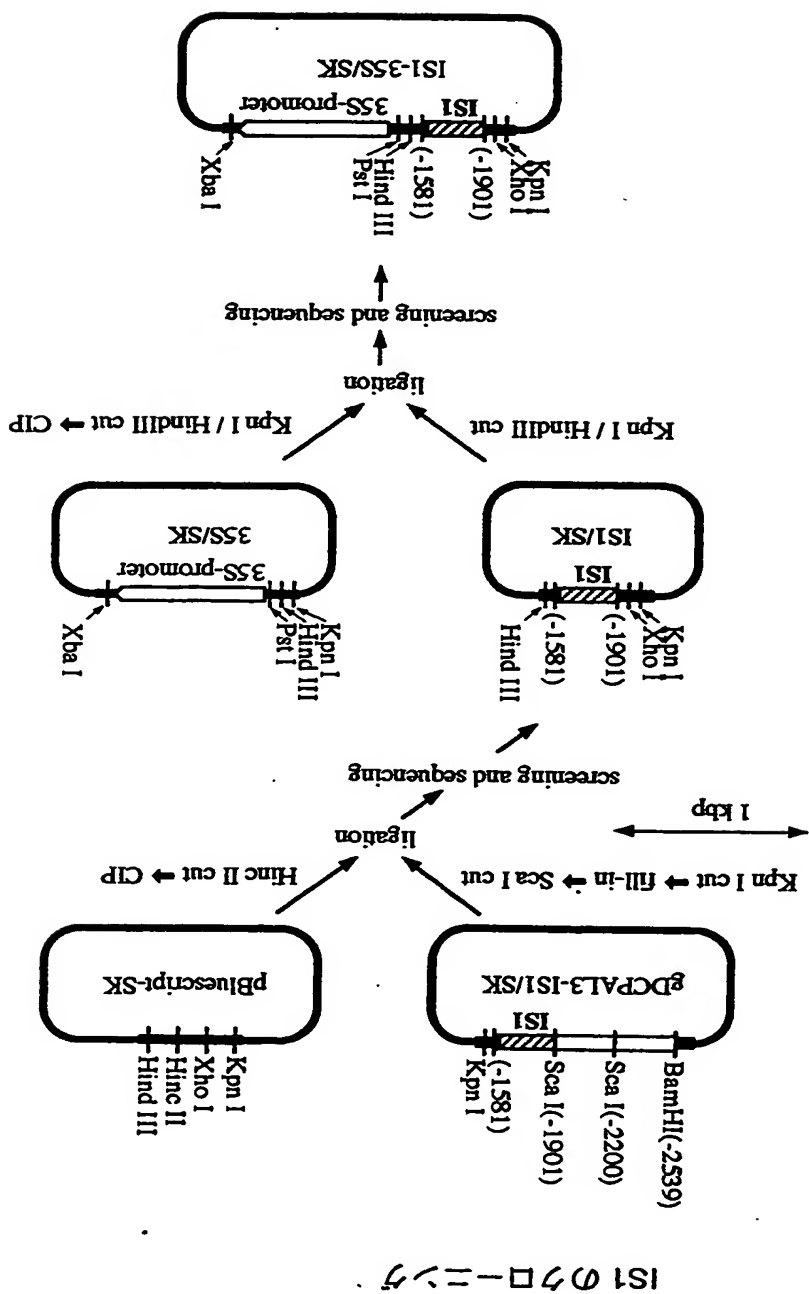 IS1 のクローニング
BamHI(-2539)
Sca I(-2200)
Sca I(-1901)
(-1581)
Kpn I
IS1
gDCPAL3-IS1/SK
Kpn I
Xho I
Hinc II
Hind III
pBluescript-SK
Kpn I cut ➡ fill-in ➡ Sca I cut
Hinc II cut ➡ CIP
1 kbp
ligation
screening and sequencing
Kpn I
Xho I
(-1901)
(-1581)
Hind III
IS1
IS1/SK
Kpn I
Hind III
Pst I
Xba I
35S-promoter
35S/SK
Kpn I / HindIII cut
Kpn I / HindIII cut ➡ CIP
ligation
screening and sequencing
Kpn I
Xho I
(-1901)
(-1581)
Hind III
Pst I
Xba I
IS1
35S-promoter
IS1-35S/SK